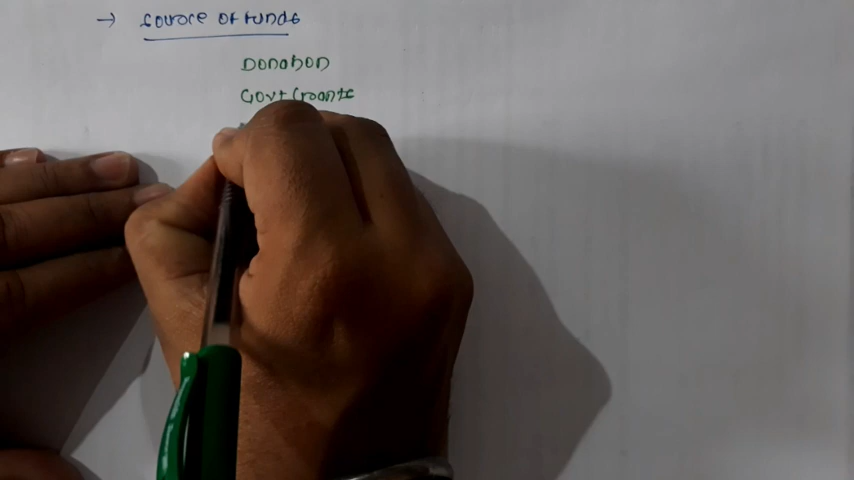 → Source of funds
Donation
Govt Grants